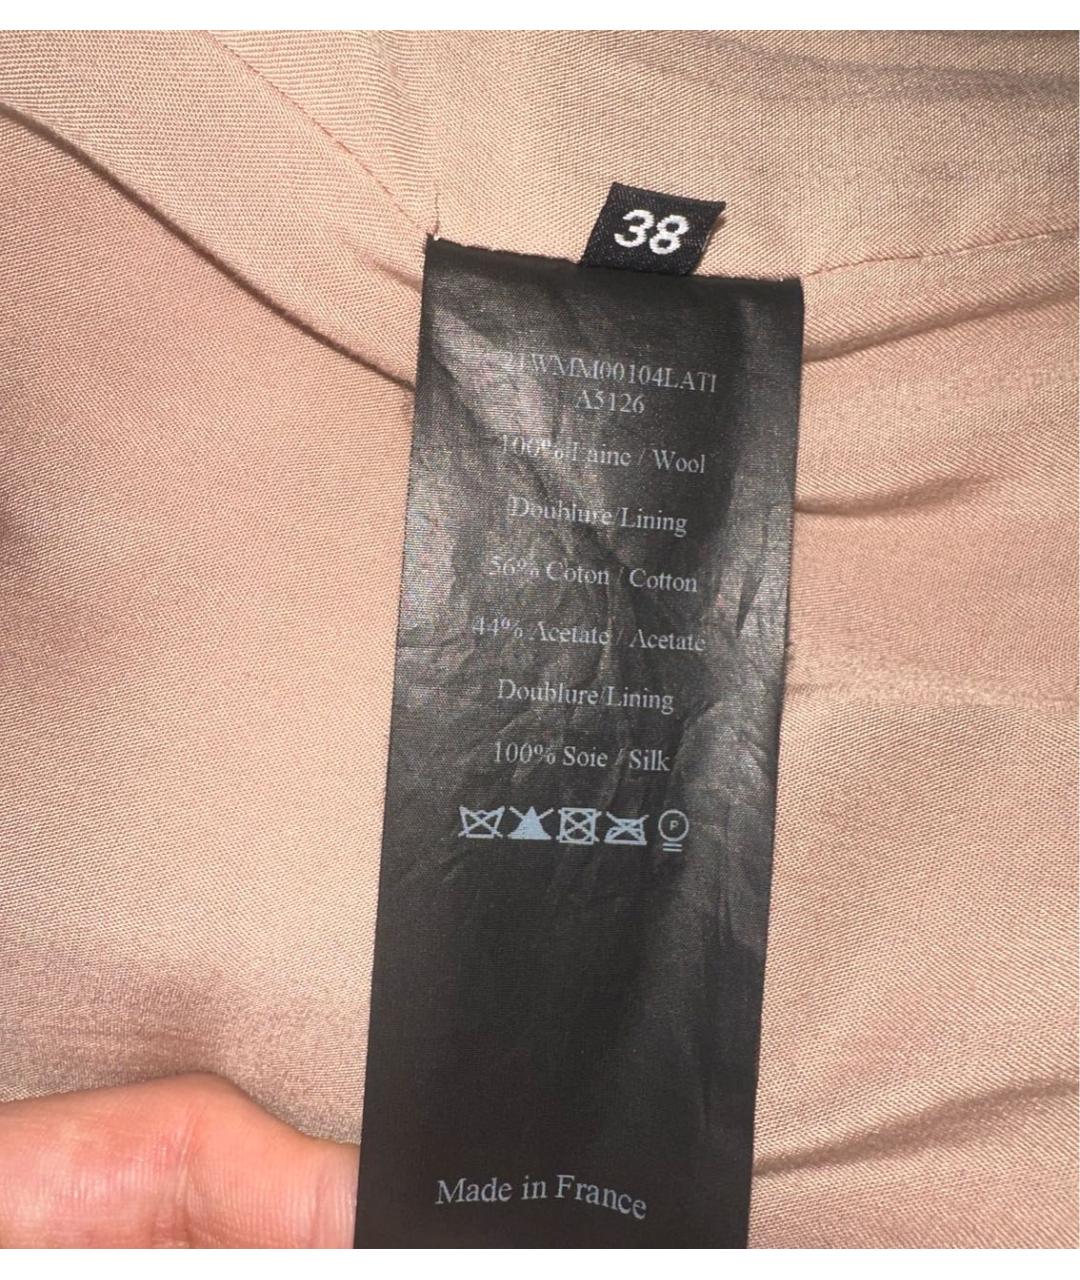 38
21WMM00104LATI
A5126
100% Laine / Wool
Doublure/Lining
56% Coton / Cotton
44% Acetate / Acetate
Doublure/Lining
100% Soie / Silk
P
Made in France